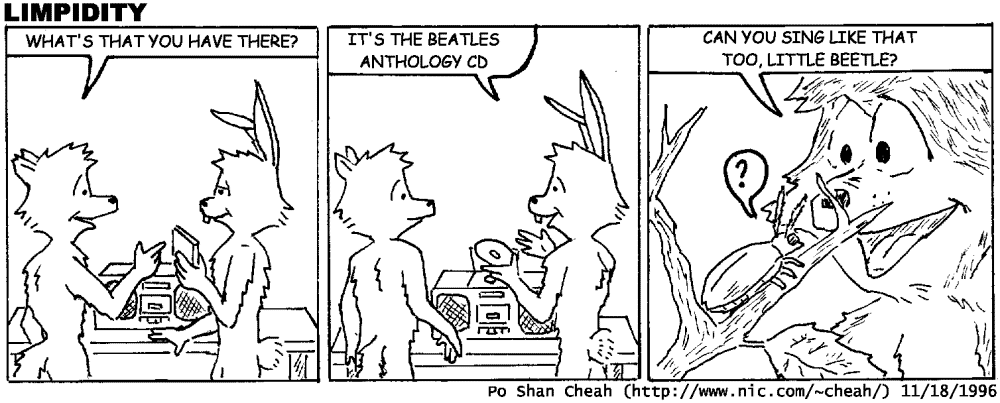 LIMPIDITY
WHAT'S THAT YOU HAVE THERE?
IT'S THE BEATLES
ANTHOLOGY CD
CAN YOU SING LIKE THAT
TOO, LITTLE BEETLE?
?
Po Shan Cheah (http://www.nic.com/~cheah/) 11/18/1996